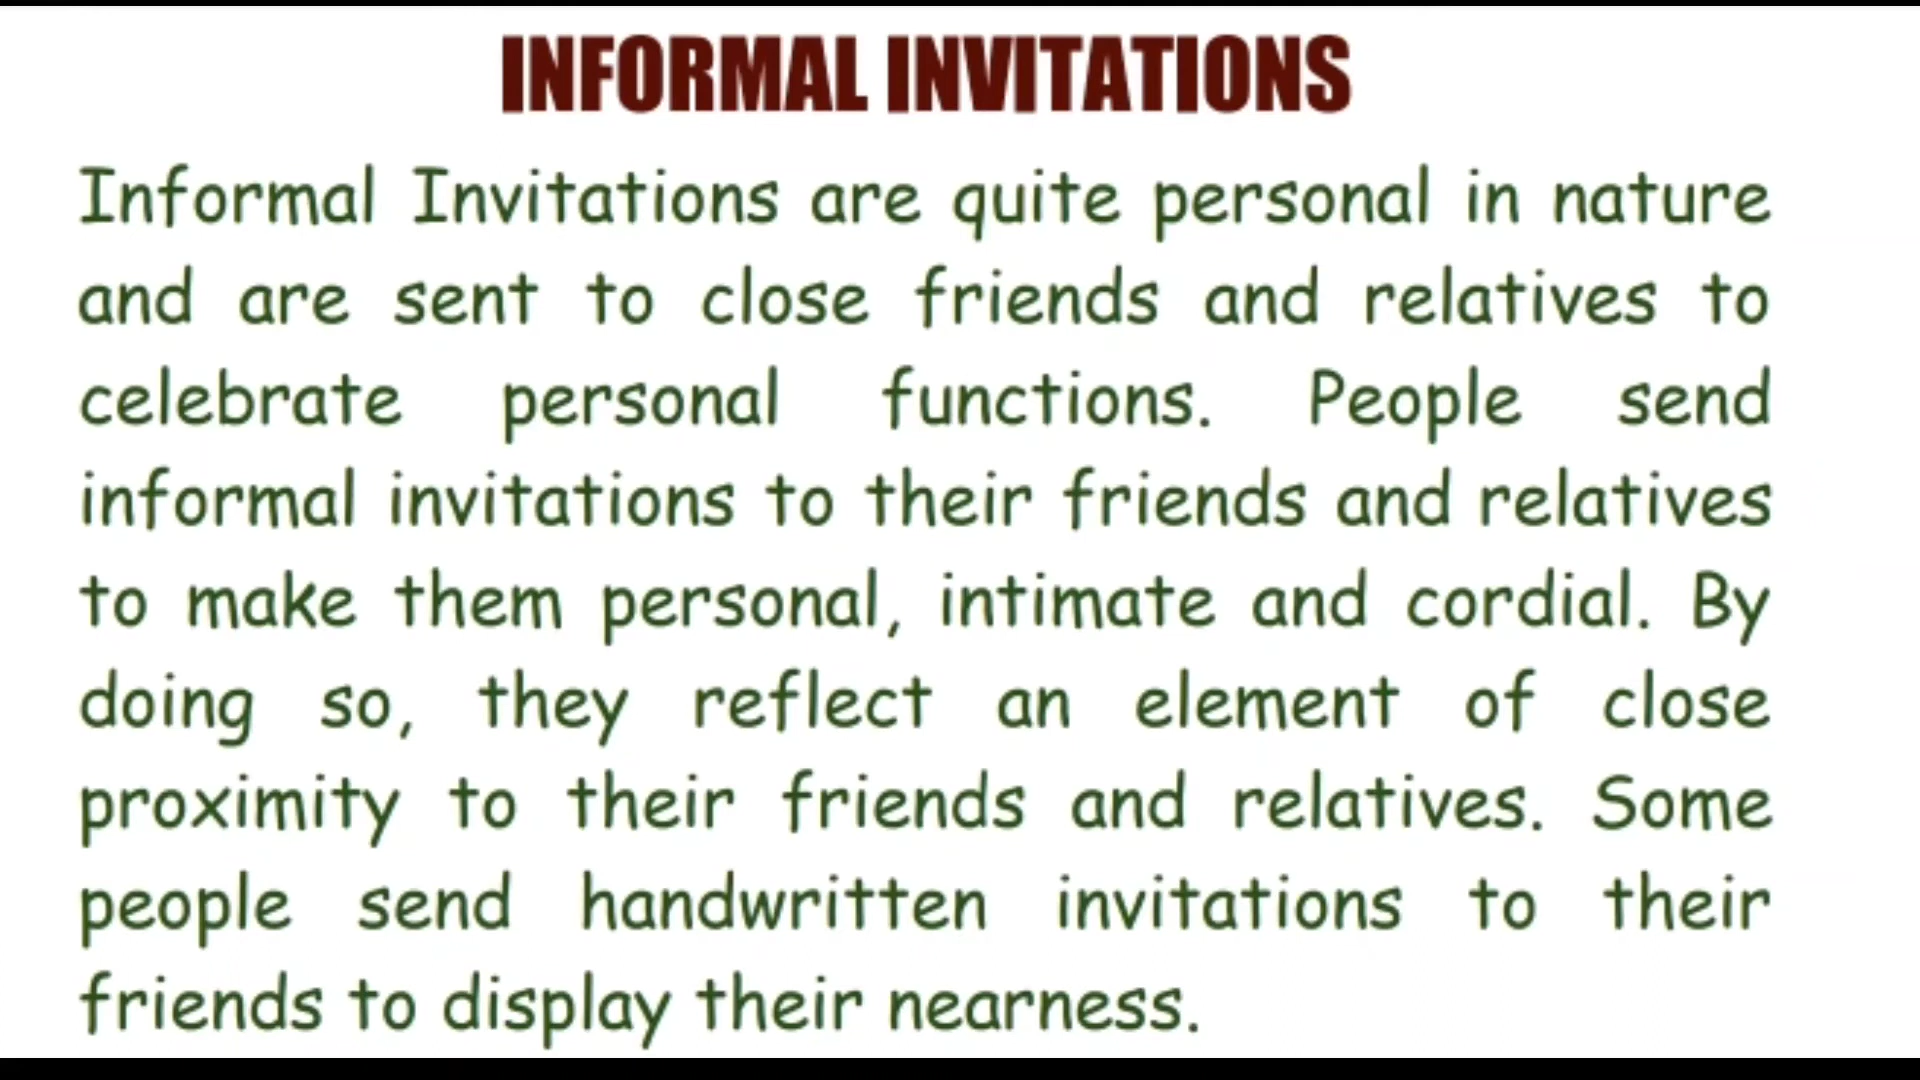 INFORMAL INVITATIONS
Informal Invitations are quite personal in nature
and are sent to close friends and relatives to
celebrate personal functions. People send
informal invitations to their friends and relatives
to make them personal, intimate and cordial. By
doing so, they reflect an element of close
proximity to their friends and relatives. Some
people send handwritten invitations to their
friends to display their nearness.